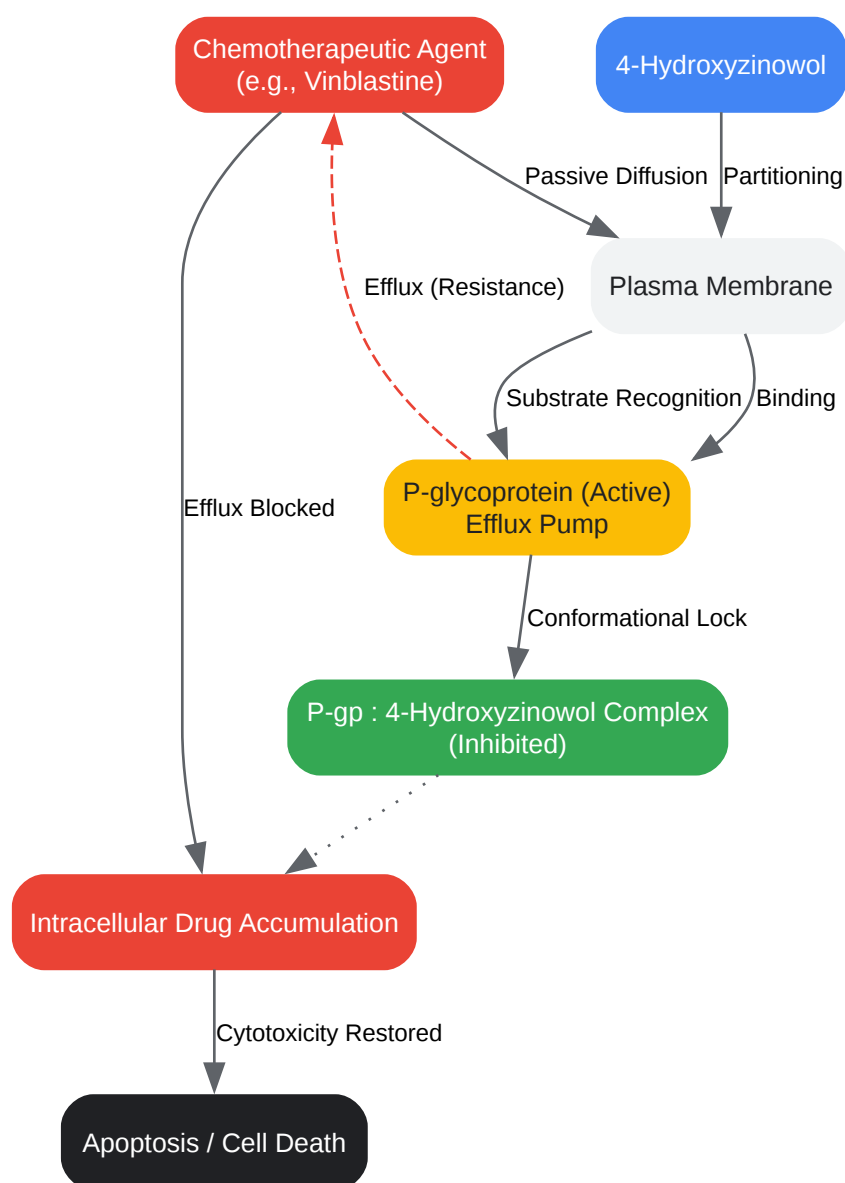 Chemotherapeutic Agent
(e.g., Vinblastine)
4-Hydroxyzinowol
Passive Diffusion
Partitioning
Efflux (Resistance)
Plasma Membrane
Substrate Recognition
Binding
P-glycoprotein (Active)
Efflux Pump
Efflux Blocked
Conformational Lock
P-gp : 4-Hydroxyzinowol Complex
(Inhibited)
Intracellular Drug Accumulation
Cytotoxicity Restored
Apoptosis / Cell Death